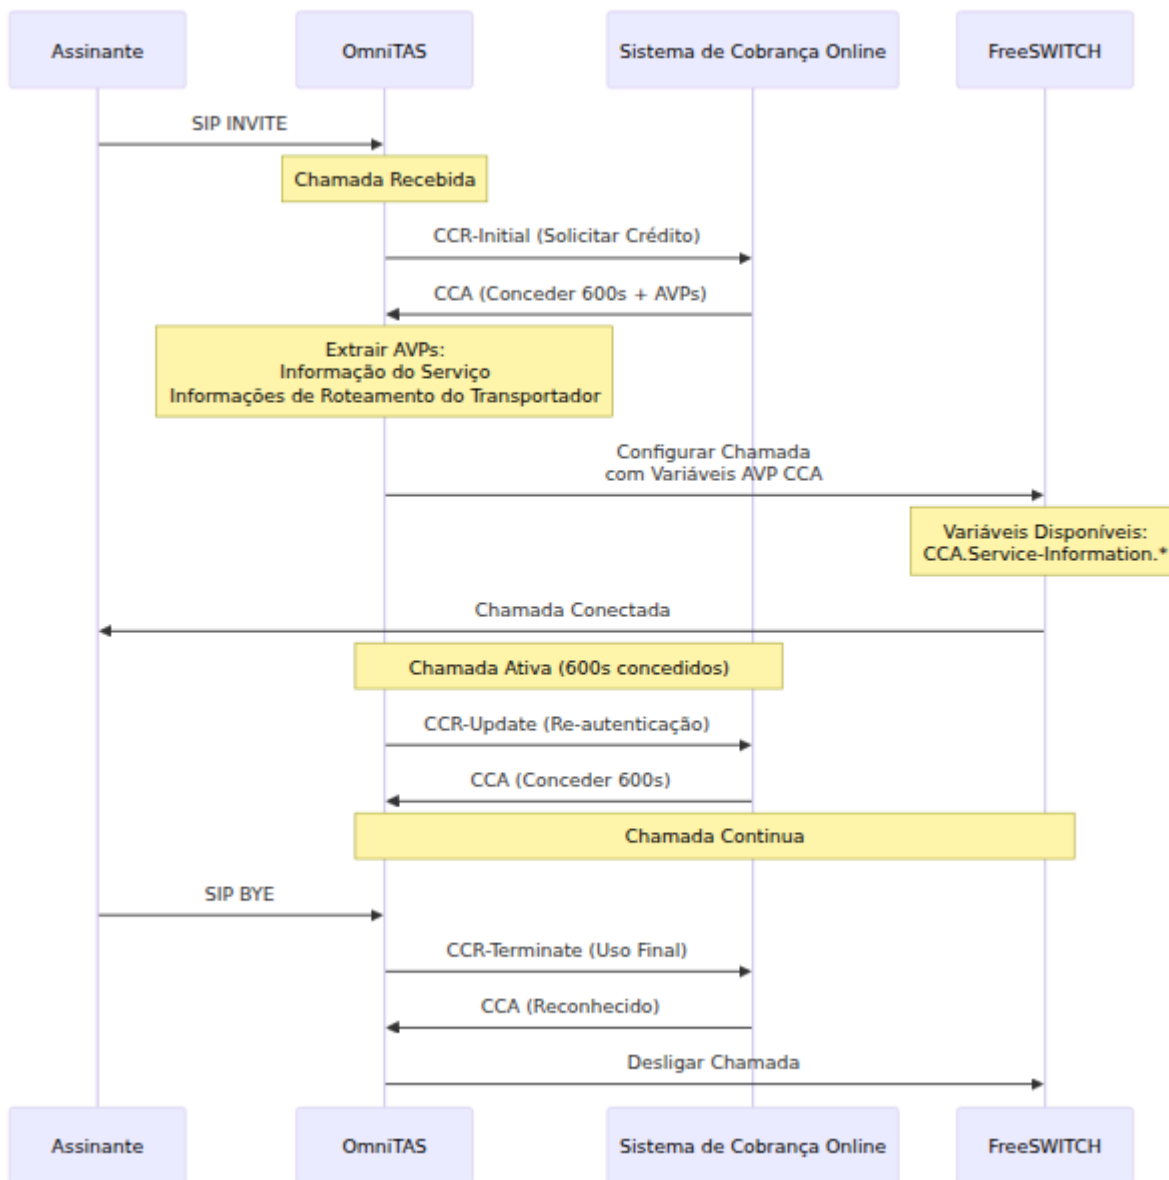 Assinante
OmniTAS
Sistema de Cobrança Online
FreeSWITCH
SIP INVITE
Chamada Recebida
CCR-Initial (Solicitar Crédito)
CCA (Conceder 600s + AVPs)
Extrair AVPs:
Informação do Serviço
Informações de Roteamento do Transportador
Configurar Chamada
com Variáveis AVP CCA
Variáveis Disponíveis:
CCA.Service-Information.*
Chamada Conectada
Chamada Ativa (600s concedidos)
CCR-Update (Re-autenticação)
CCA (Conceder 600s)
Chamada Continua
SIP BYE
CCR-Terminate (Uso Final)
CCA (Reconhecido)
Desligar Chamada
Assinante
OmniTAS
Sistema de Cobrança Online
FreeSWITCH